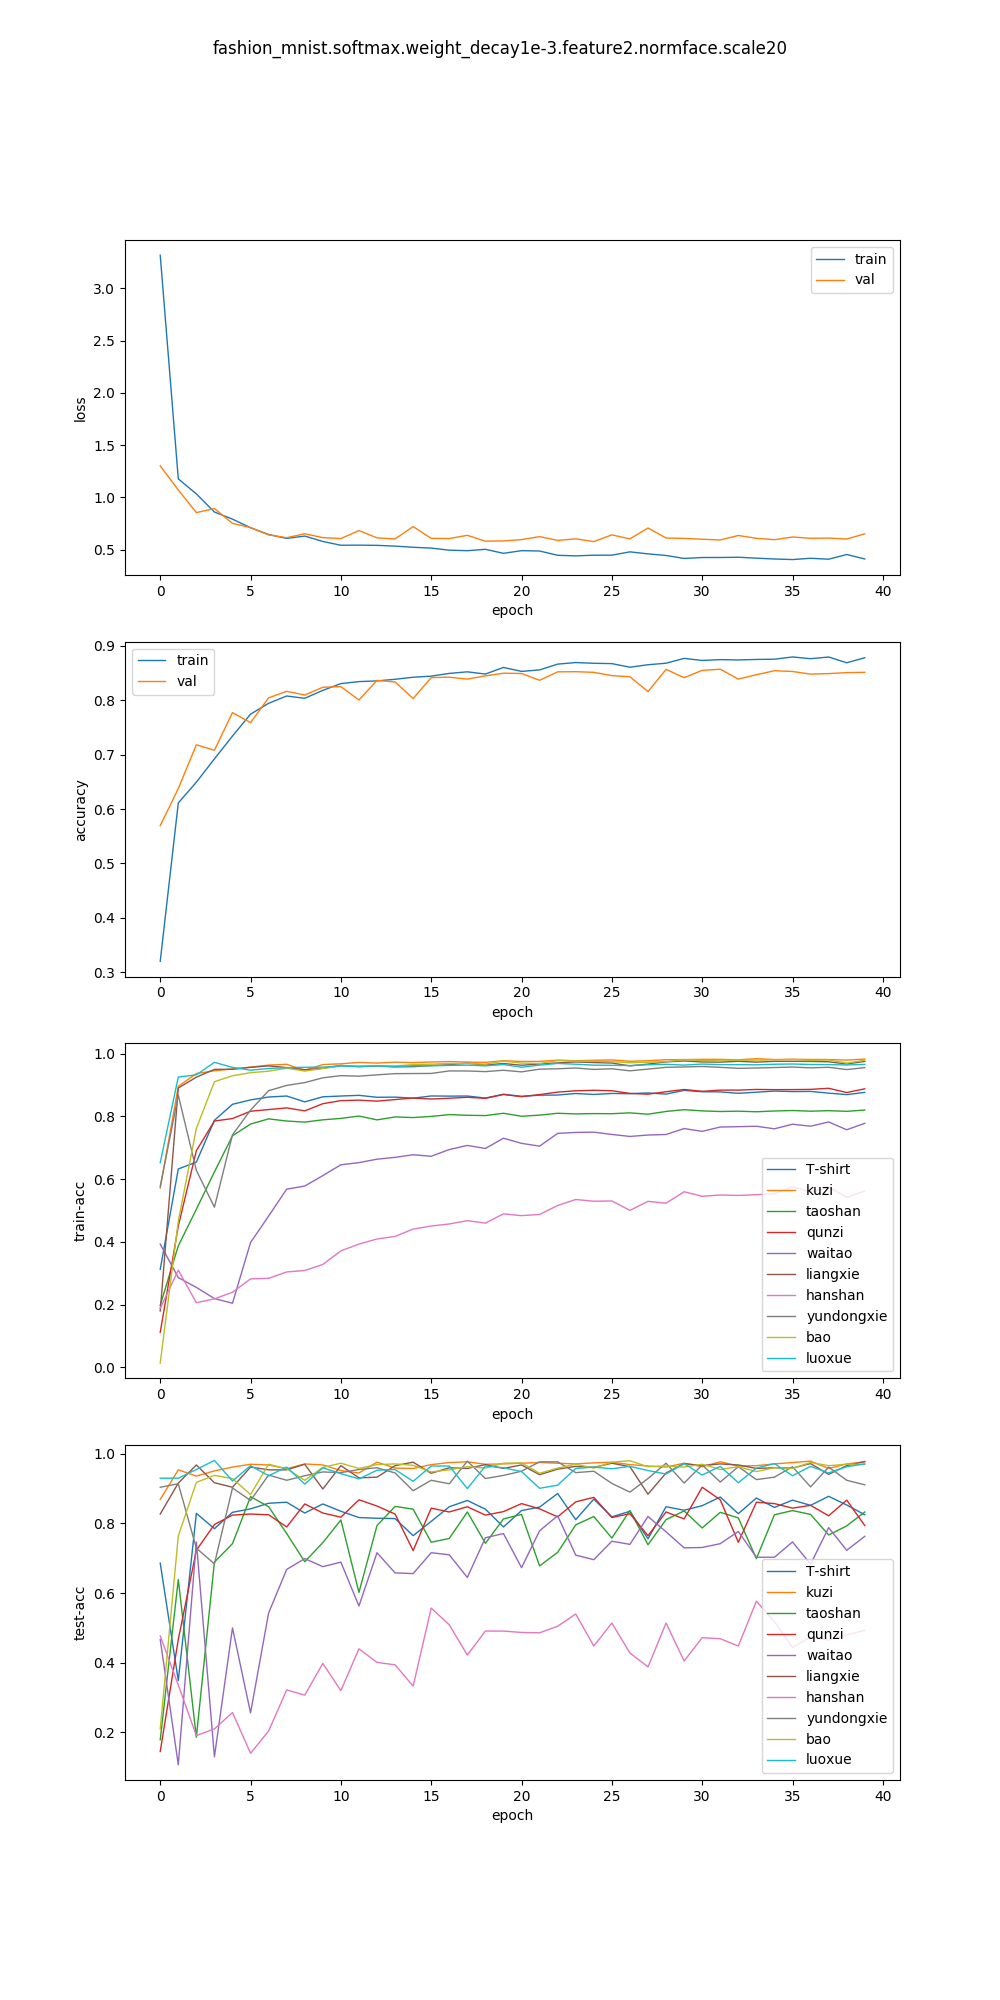 fashion_mnist.softmax.weight_decay1e-3.feature2.normface.scale20
3.0
2.5
2.0
1.5
1.0
0.5
loss
train
val
0 5 10 15 20 25 30 35 40
epoch
0.9
0.8
0.7
0.6
0.5
0.4
0.3
accuracy
train
val
0 5 10 15 20 25 30 35 40
epoch
1.0
0.8
0.6
0.4
0.2
0.0
train-acc
T-shirt
kuzi
taoshan
qunzi
waitao
liangxie
hanshan
yundongxie
bao
luoxue
0 5 10 15 20 25 30 35 40
epoch
1.0
0.8
0.6
0.4
0.2
test-acc
T-shirt
kuzi
taoshan
qunzi
waitao
liangxie
hanshan
yundongxie
bao
luoxue
0 5 10 15 20 25 30 35 40
epoch